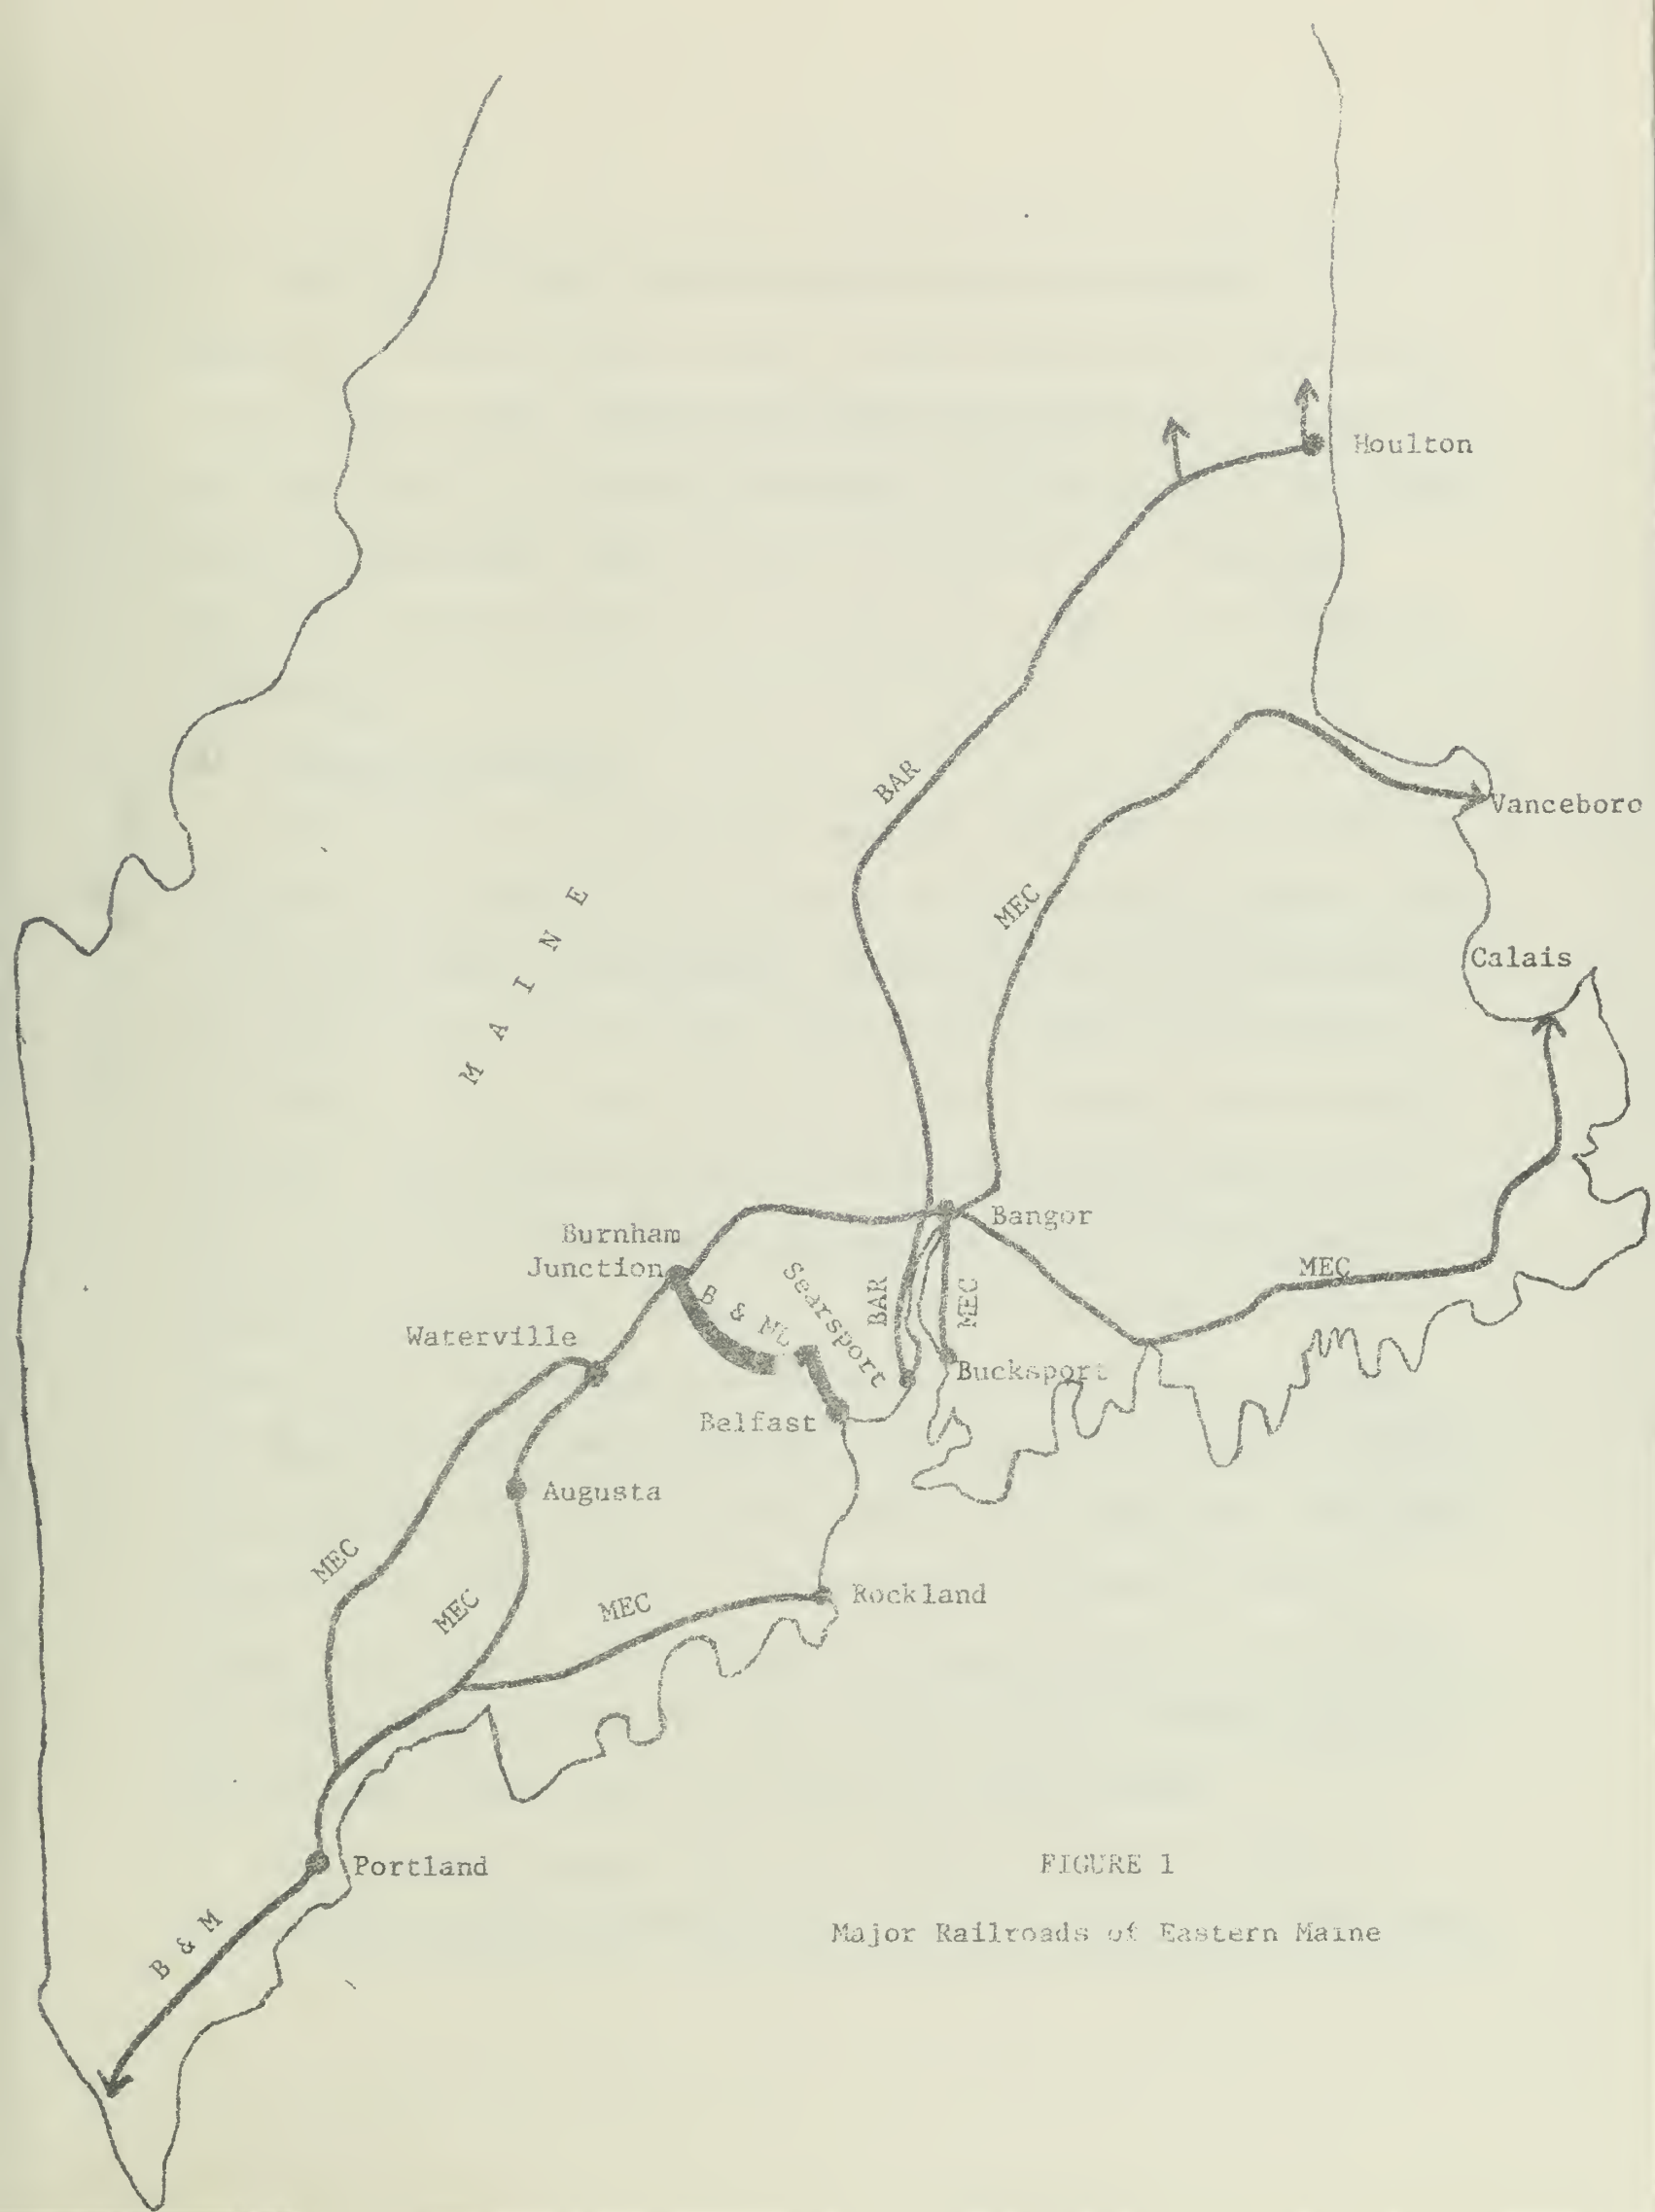 Houlton
BAR
Vanceboro
MEC
M A I N E
Calais
Bangor
Burnham
Junction
B & ML
Searsport
BAR
MEC
MEC
Waterville
Bucksport
Belfast
Augusta
MEC
MEC
MEC
Rockland
Portland
B & M
FIGURE 1
Major Railroads of Eastern Maine